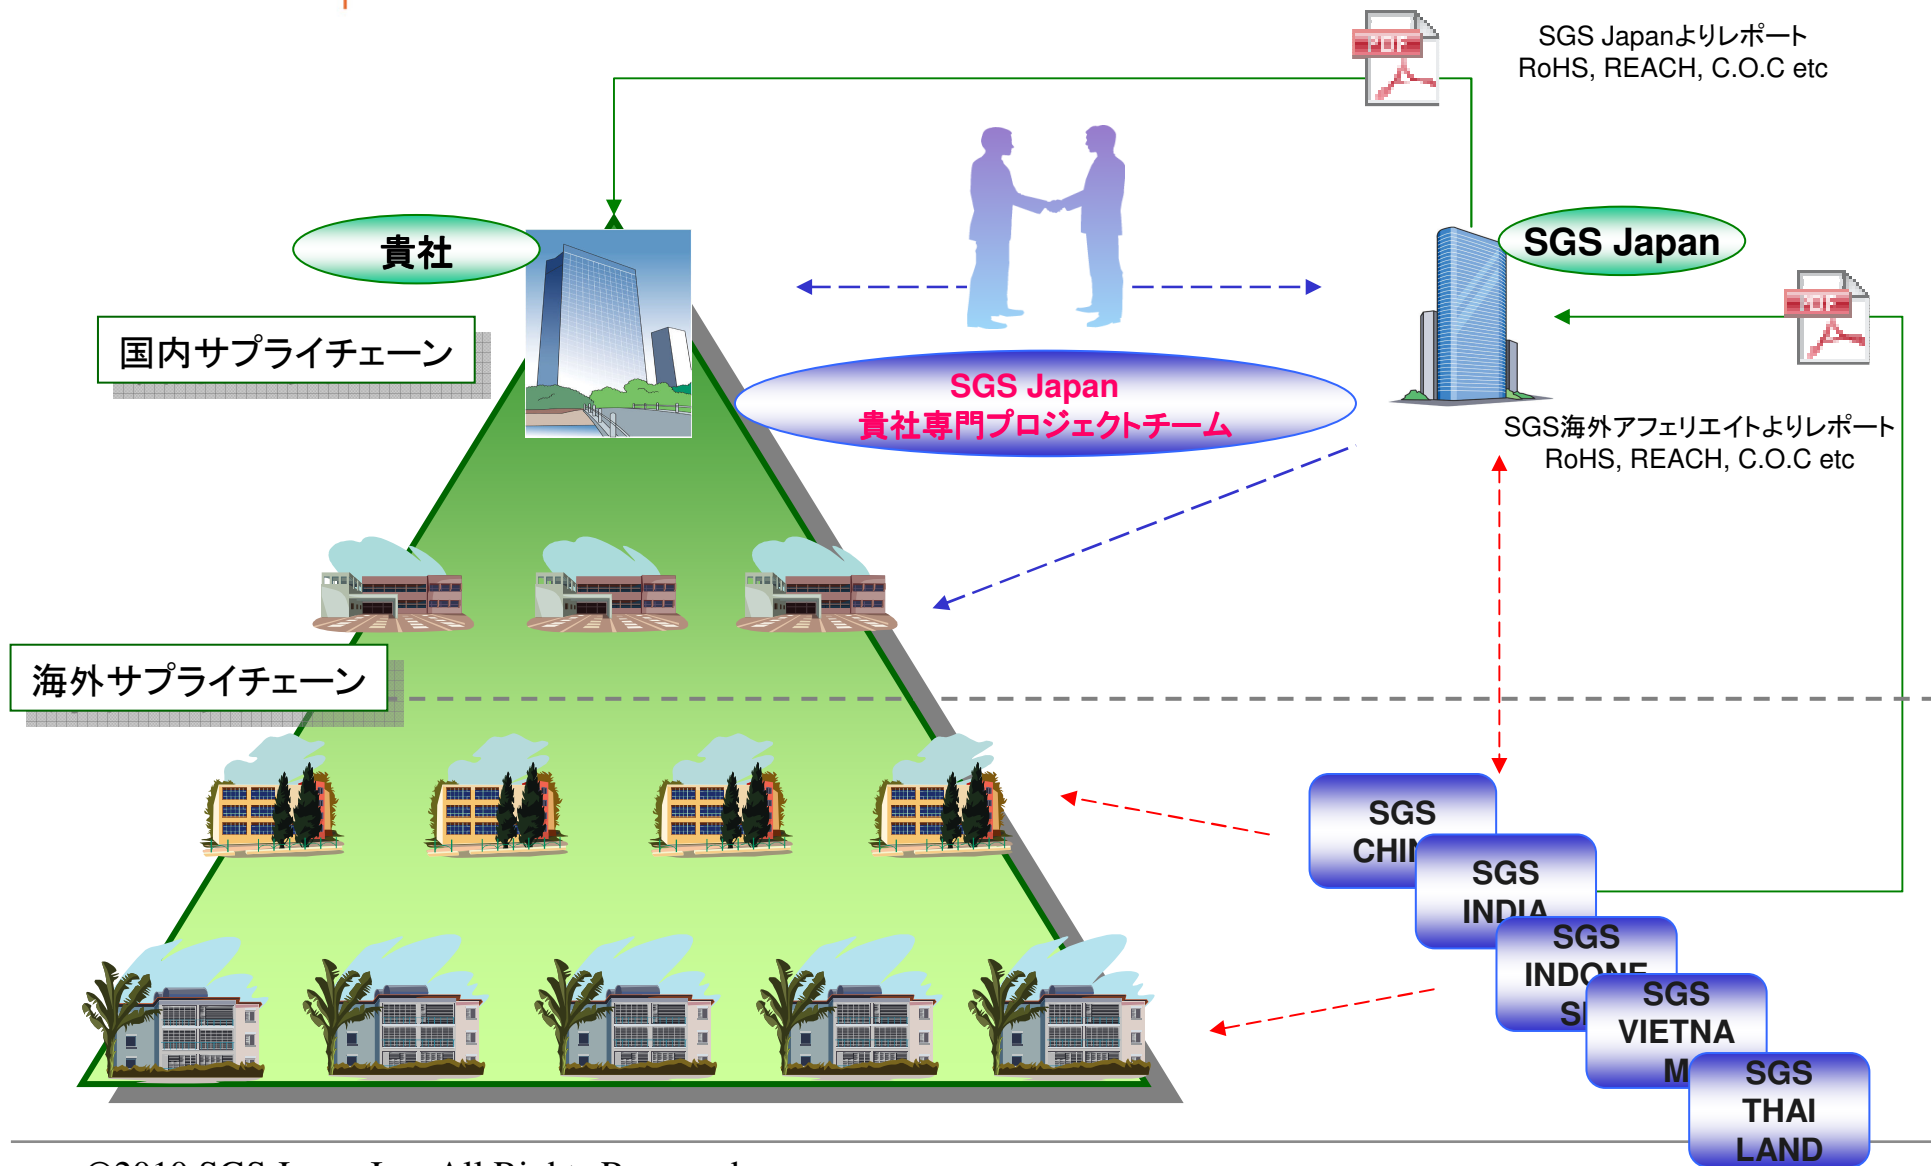 SGS Japanよりレポート
RoHS, REACH, C.O.C etc
PDF
貴社
SGS Japan
PDF
国内サプライチェーン
SGS Japan
貴社専門プロジェクトチーム
SGS海外アフェリエイトよりレポート
RoHS, REACH, C.O.C etc
海外サプライチェーン
SGS
SGS
INDIA
SGS
INDONE
SGS
VIETNA
M
SGS
THAI
LAND